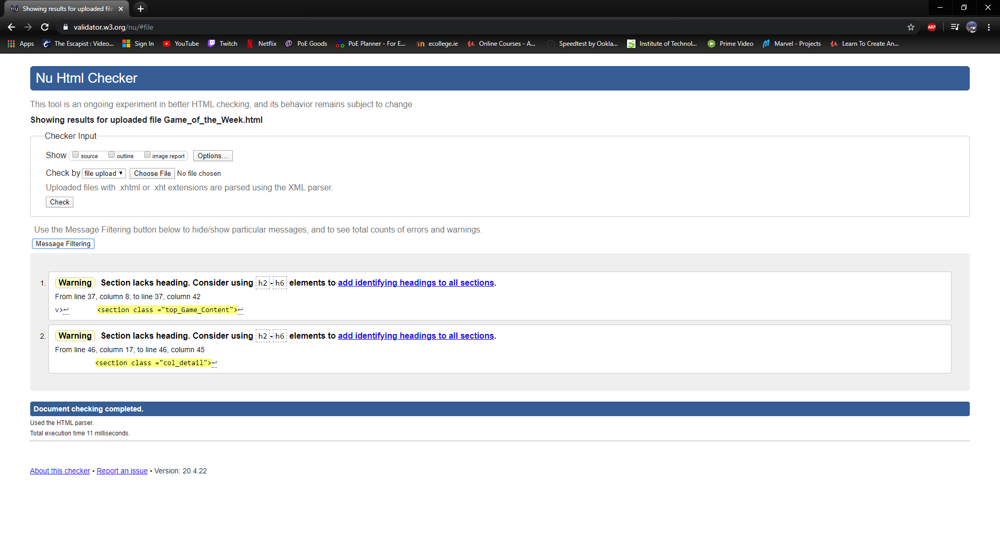 nu Showing results for uploaded file
validator.w3.org/nu/#file
ABP
Apps The Escapist : Video... Sign In YouTube Twitch Netflix PoE Goods PoE Planner - For E... ecollege.ie Online Courses - A... Speedtest by Ookla... Institute of Technol... Prime Video Marvel - Projects Learn To Create An...
Nu Html Checker
This tool is an ongoing experiment in better HTML checking, and its behavior remains subject to change
Showing results for uploaded file Game_of_the_Week.html
Checker Input
Show source outline image report Options...
Check by file upload Choose File No file chosen
Uploaded files with .xhtml or .xht extensions are parsed using the XML parser.
Check
Use the Message Filtering button below to hide/show particular messages, and to see total counts of errors and warnings.
Message Filtering
1. Warning Section lacks heading. Consider using h2-h6 elements to add identifying headings to all sections.
From line 37, column 8; to line 37, column 42
v>↩ <section class ="top_Game_Content">↩
2. Warning Section lacks heading. Consider using h2-h6 elements to add identifying headings to all sections.
From line 46, column 17; to line 46, column 45
<section class ="col_detail">↩
Document checking completed.
Used the HTML parser.
Total execution time 11 milliseconds.
About this checker • Report an issue • Version: 20.4.22